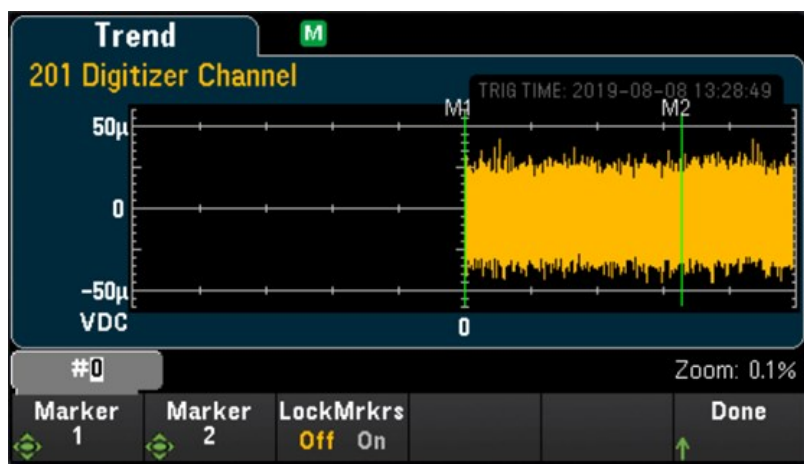 Trend M
201 Digitizer Channel
TRIG TIME: 2019-08-08 13:28:49
M1 M2
50µ
0
-50µ
VDC 0
#0 Zoom: 0.1%
Marker 1 Marker 2 LockMrkrs Off On Done